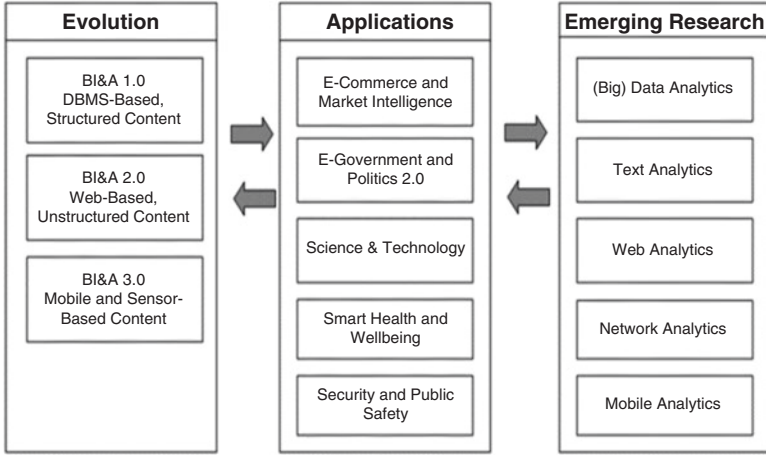 Evolution
BI&A 1.0
DBMS-Based,
Structured Content
BI&A 2.0
Web-Based,
Unstructured Content
BI&A 3.0
Mobile and Sensor-
Based Content
Applications
E-Commerce and
Market Intelligence
E-Government and
Politics 2.0
Science & Technology
Smart Health and
Wellbeing
Security and Public
Safety
Emerging Research
(Big) Data Analytics
Text Analytics
Web Analytics
Network Analytics
Mobile Analytics